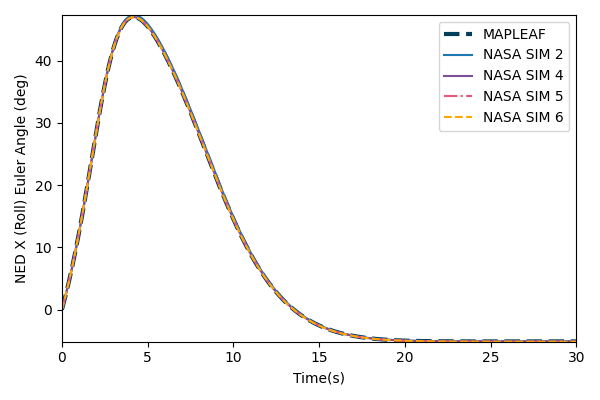 NED X (Roll) Euler Angle (deg)
40
30
20
10
0
MAPLEAF
NASA SIM 2
NASA SIM 4
NASA SIM 5
NASA SIM 6
0 5 10 15 20 25 30
Time(s)